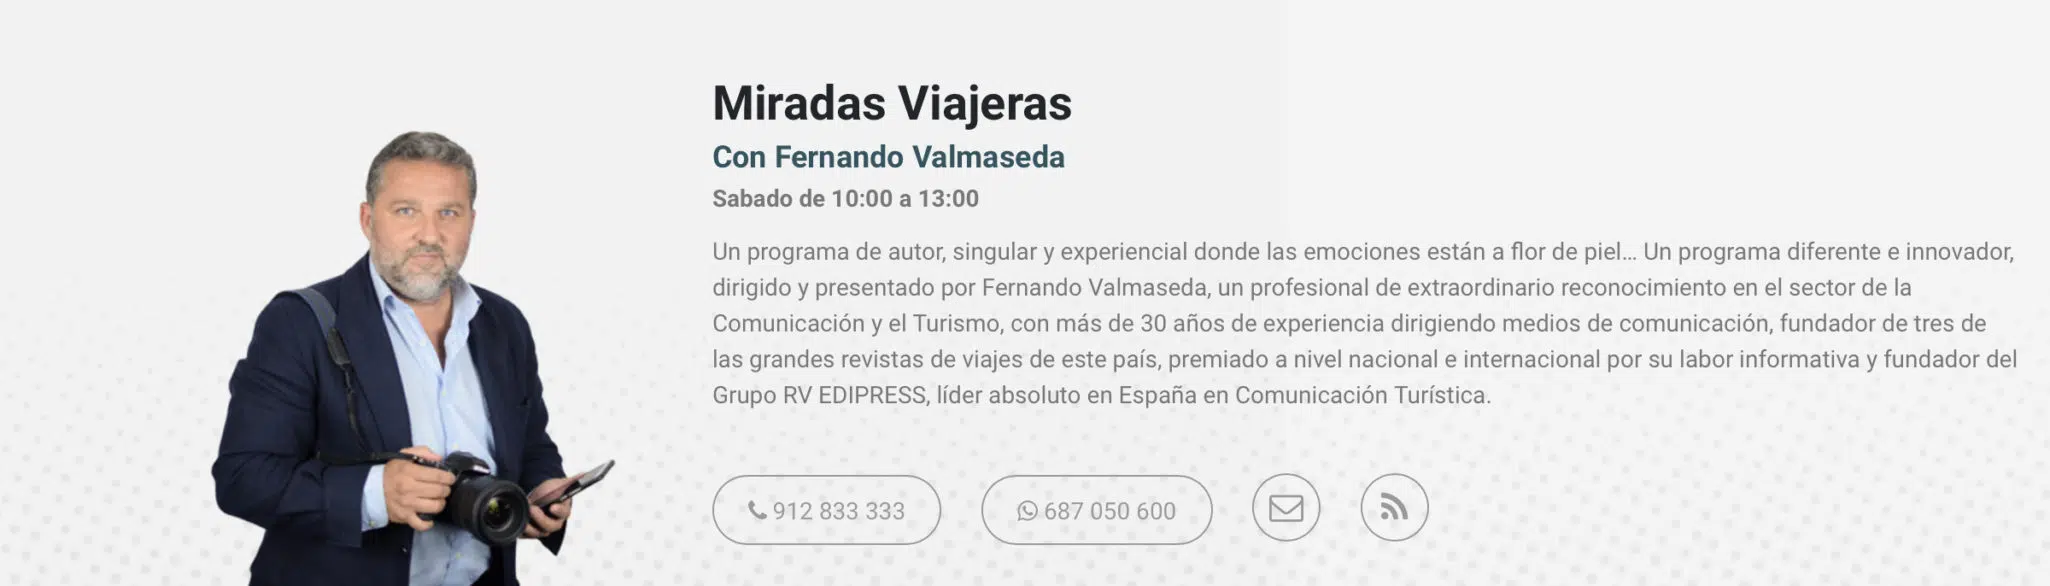 Miradas Viajeras
Con Fernando Valmaseda
Sabado de 10:00 a 13:00
Un programa de autor, singular y experiencial donde las emociones están a flor de piel... Un programa diferente e innovador,
dirigido y presentado por Fernando Valmaseda, un profesional de extraordinario reconocimiento en el sector de la
Comunicación y el Turismo, con más de 30 años de experiencia dirigiendo medios de comunicación, fundador de tres de
las grandes revistas de viajes de este país, premiado a nivel nacional e internacional por su labor informativa y fundador del
Grupo RV EDIPRESS, líder absoluto en España en Comunicación Turística.
912 833 333
687 050 600